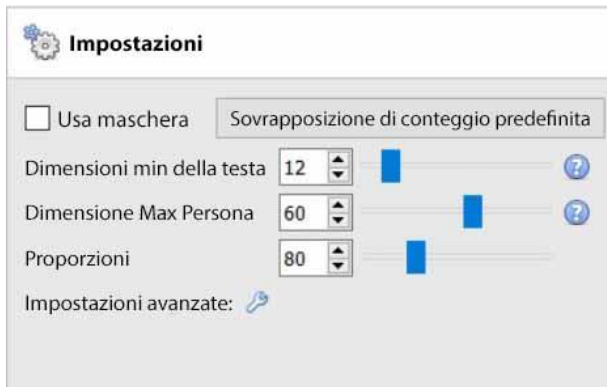 Impostazioni
Usa maschera Sovrapposizione di conteggio predefinita
Dimensioni min della testa 12
Dimensione Max Persona 60
Proporzioni 80
Impostazioni avanzate: